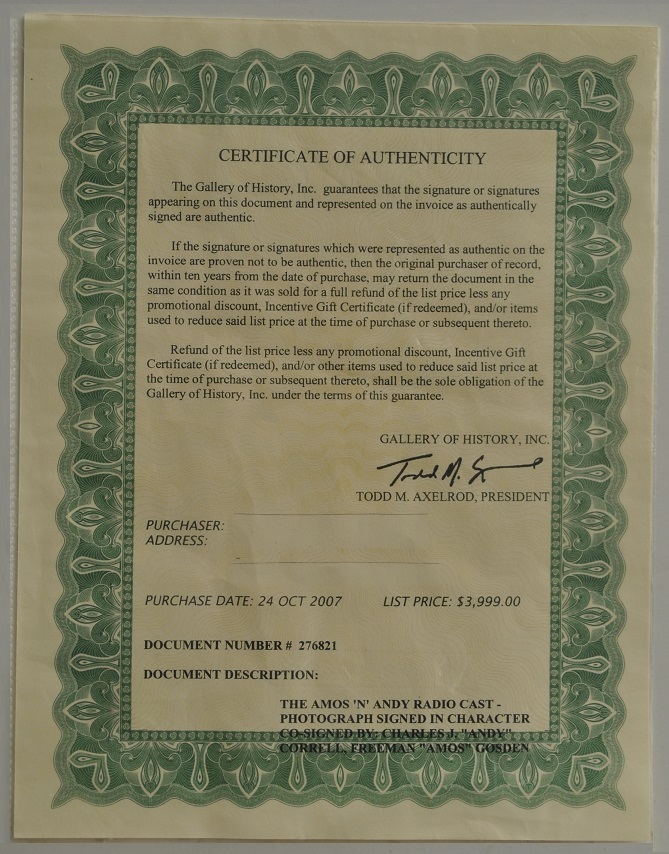 CERTIFICATE OF AUTHENTICITY
The Gallery of History, Inc. guarantees that the signature or signatures
appearing on this document and represented on the invoice as authentically
signed are authentic.
If the signature or signatures which were represented as authentic on the
invoice are proven not to be authentic, then the original purchaser of record,
within ten years from the date of purchase, may return the document in the
same condition as it was sold for a full refund of the list price less any
promotional discount, Incentive Gift Certificate (if redeemed), and/or items
used to reduce said list price at the time of purchase or subsequent thereto.
Refund of the list price less any promotional discount, Incentive Gift
Certificate (if redeemed), and/or other items used to reduce said list price at
the time of purchase or subsequent thereto, shall be the sole obligation of the
Gallery of History, Inc. under the terms of this guarantee.
GALLERY OF HISTORY, INC.
Todd M.
TODD M. AXELROD, PRESIDENT
PURCHASER:
ADDRESS:
PURCHASE DATE: 24 OCT 2007 LIST PRICE: $3,999.00
DOCUMENT NUMBER # 276821
DOCUMENT DESCRIPTION:
THE AMOS 'N' ANDY RADIO CAST -
PHOTOGRAPH SIGNED IN CHARACTER
CO-SIGNED BY: CHARLES J. "ANDY"
CORRELL, FREEMAN "AMOS" GOSDEN